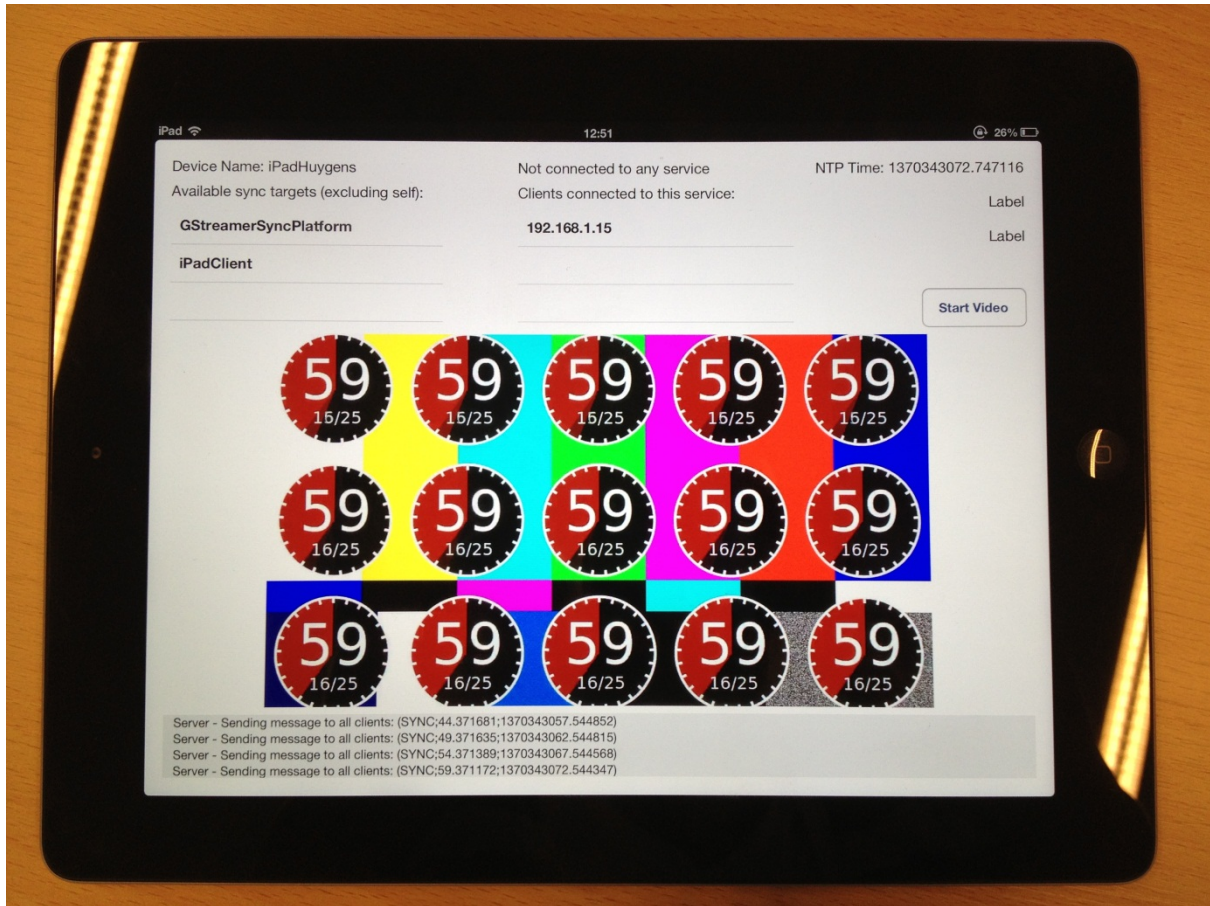 iPad 12:51 26%
Device Name: iPadHuygens
Available sync targets (excluding self):
GStreamerSyncPlatform
iPadClient
Not connected to any service
Clients connected to this service:
192.168.1.15
NTP Time: 1370343072.747116
Label
Label
Start Video
59 59 59 59 59
16/25 16/25 16/25 16/25 16/25
59 59 59 59 59
16/25 16/25 16/25 16/25 16/25
59 59 59 59 59
16/25 16/25 16/25 16/25 16/25
Server - Sending message to all clients: (SYNC;44.371681;1370343057.544852)
Server - Sending message to all clients: (SYNC;49.371635;1370343062.544815)
Server - Sending message to all clients: (SYNC;54.371389;1370343067.544568)
Server - Sending message to all clients: (SYNC;59.371172;1370343072.544347)